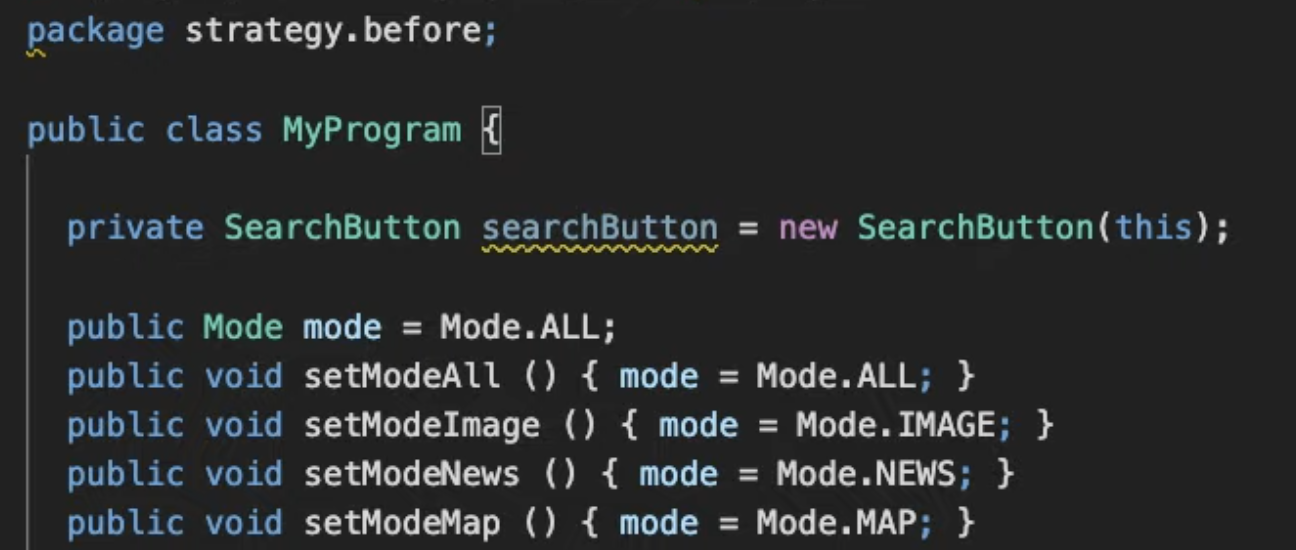 package strategy.before;
public class MyProgram {
private SearchButton searchButton = new SearchButton(this);
public Mode mode = Mode.ALL;
public void setModeAll () { mode = Mode.ALL; }
public void setModeImage () { mode = Mode.IMAGE; }
public void setModeNews () { mode = Mode.NEWS; }
public void setModeMap () { mode = Mode.MAP; }